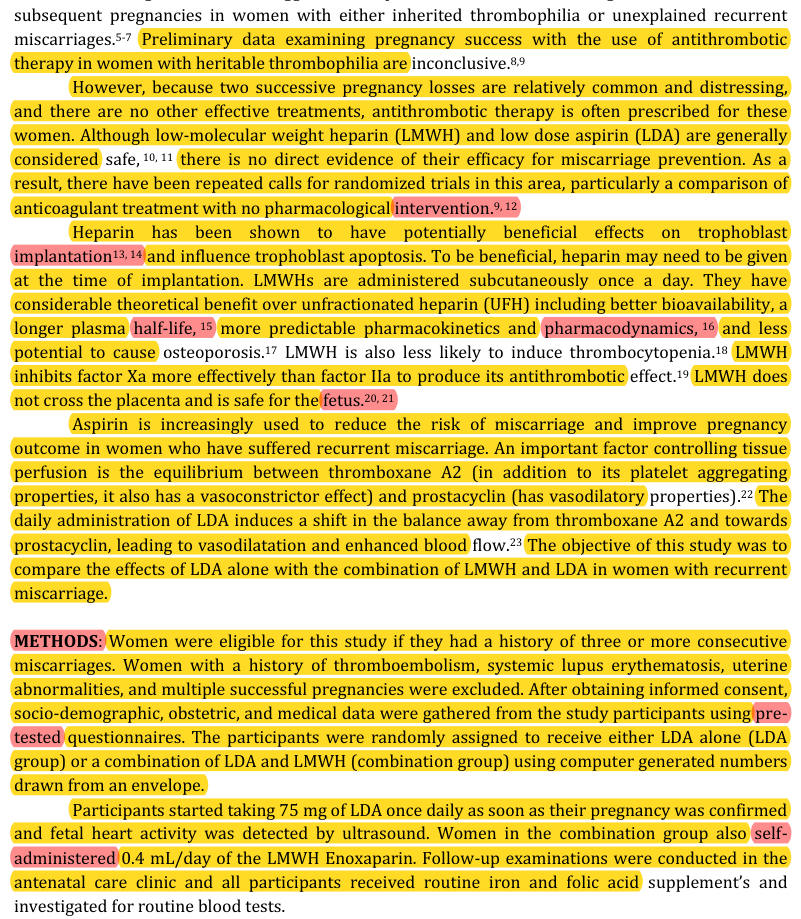 subsequent pregnancies in women with either inherited thrombophilia or unexplained recurrent
miscarriages.5-7 Preliminary data examining pregnancy success with the use of antithrombotic
therapy in women with heritable thrombophilia are inconclusive.8,9
However, because two successive pregnancy losses are relatively common and distressing,
and there are no other effective treatments, antithrombotic therapy is often prescribed for these
women. Although low-molecular weight heparin (LMWH) and low dose aspirin (LDA) are generally
considered safe, 10, 11 there is no direct evidence of their efficacy for miscarriage prevention. As a
result, there have been repeated calls for randomized trials in this area, particularly a comparison of
anticoagulant treatment with no pharmacological intervention.9, 12
Heparin has been shown to have potentially beneficial effects on trophoblast
implantation13, 14 and influence trophoblast apoptosis. To be beneficial, heparin may need to be given
at the time of implantation. LMWHs are administered subcutaneously once a day. They have
considerable theoretical benefit over unfractionated heparin (UFH) including better bioavailability, a
longer plasma half-life, 15 more predictable pharmacokinetics and pharmacodynamics, 16 and less
potential to cause osteoporosis.17 LMWH is also less likely to induce thrombocytopenia.18 LMWH
inhibits factor Xa more effectively than factor IIa to produce its antithrombotic effect.19 LMWH does
not cross the placenta and is safe for the fetus.20, 21
Aspirin is increasingly used to reduce the risk of miscarriage and improve pregnancy
outcome in women who have suffered recurrent miscarriage. An important factor controlling tissue
perfusion is the equilibrium between thromboxane A2 (in addition to its platelet aggregating
properties, it also has a vasoconstrictor effect) and prostacyclin (has vasodilatory properties).22 The
daily administration of LDA induces a shift in the balance away from thromboxane A2 and towards
prostacyclin, leading to vasodilatation and enhanced blood flow.23 The objective of this study was to
compare the effects of LDA alone with the combination of LMWH and LDA in women with recurrent
miscarriage.
METHODS: Women were eligible for this study if they had a history of three or more consecutive
miscarriages. Women with a history of thromboembolism, systemic lupus erythematosis, uterine
abnormalities, and multiple successful pregnancies were excluded. After obtaining informed consent,
socio-demographic, obstetric, and medical data were gathered from the study participants using pre-
tested questionnaires. The participants were randomly assigned to receive either LDA alone (LDA
group) or a combination of LDA and LMWH (combination group) using computer generated numbers
drawn from an envelope.
Participants started taking 75 mg of LDA once daily as soon as their pregnancy was confirmed
and fetal heart activity was detected by ultrasound. Women in the combination group also self-
administered 0.4 mL/day of the LMWH Enoxaparin. Follow-up examinations were conducted in the
antenatal care clinic and all participants received routine iron and folic acid supplement's and
investigated for routine blood tests.